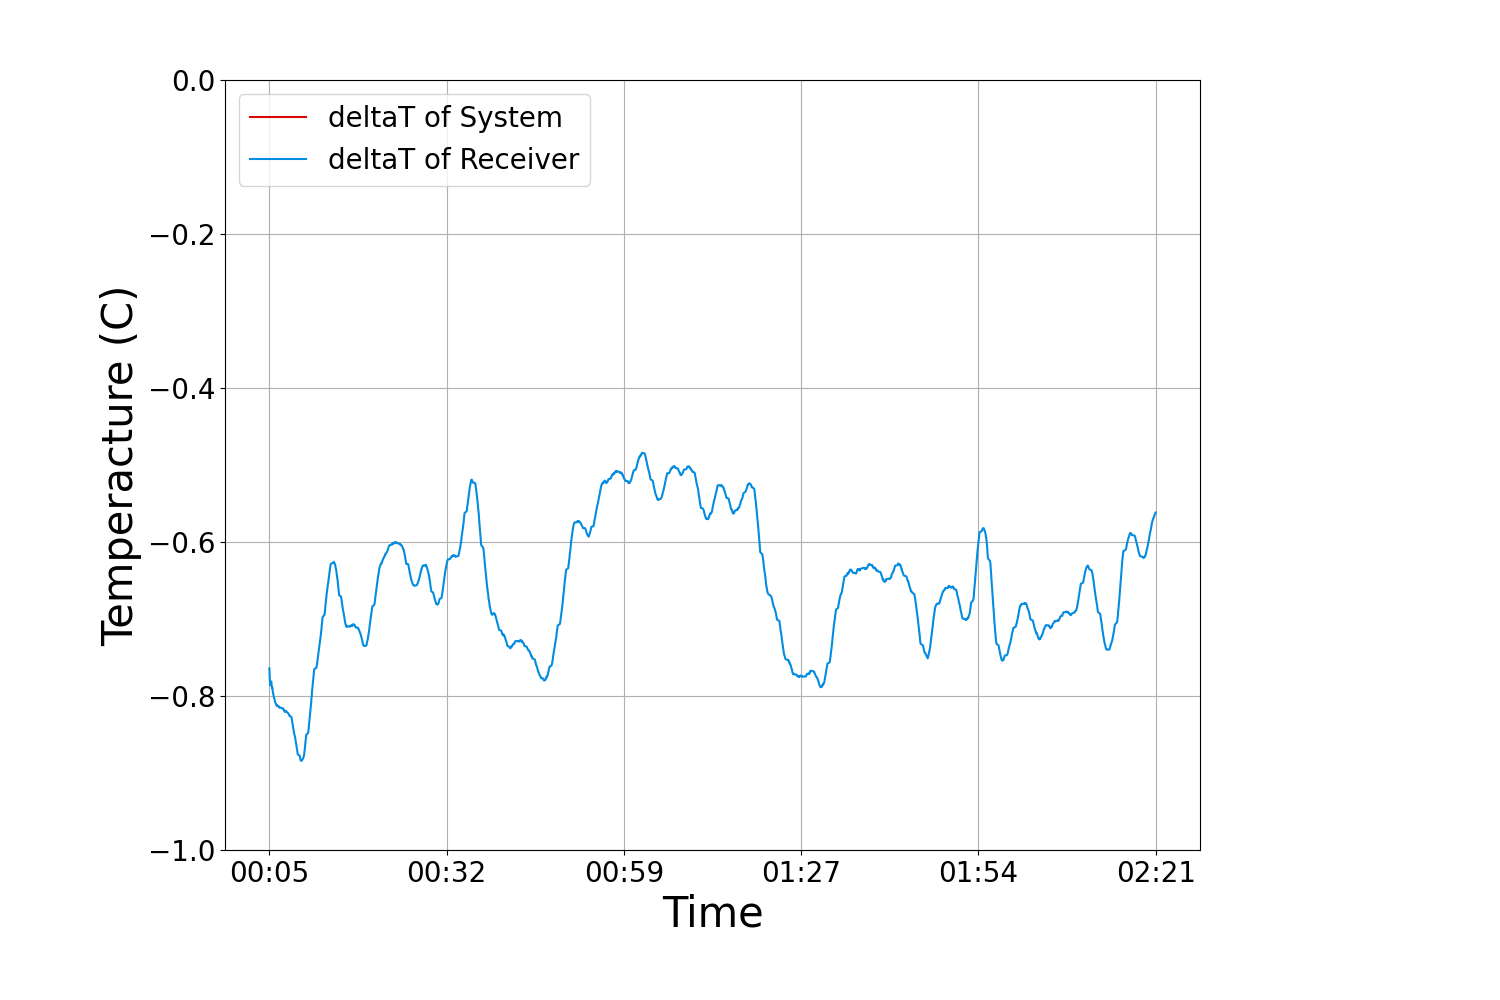 0.0
−0.2
−0.4
−0.6
−0.8
−1.0
Temperacture (C)
deltaT of System
deltaT of Receiver
00:05 00:32 00:59 01:27 01:54 02:21
Time